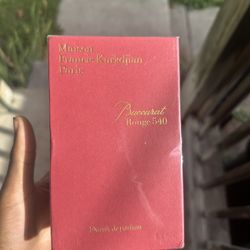 Maison
Francis Kurkdjian
Paris
Baccarat
Rouge 540
Extrait de parfum